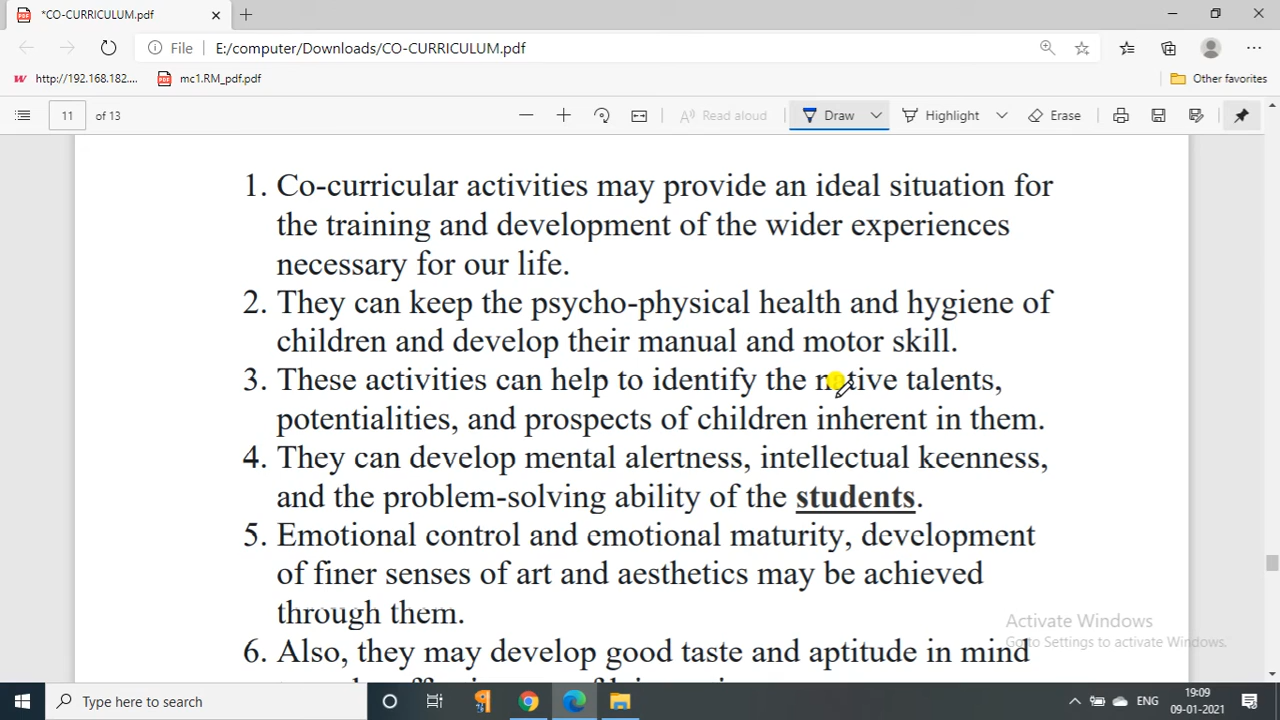 *CO-CURRICULUM.pdf
File E:/computer/Downloads/CO-CURRICULUM.pdf
http://192.168.182.... mc1.RM_pdf.pdf Other favorites
11 of 13 Read aloud Draw Highlight Erase
1. Co-curricular activities may provide an ideal situation for
the training and development of the wider experiences
necessary for our life.
2. They can keep the psycho-physical health and hygiene of
children and develop their manual and motor skill.
3. These activities can help to identify the native talents,
potentialities, and prospects of children inherent in them.
4. They can develop mental alertness, intellectual keenness,
and the problem-solving ability of the students.
5. Emotional control and emotional maturity, development
of finer senses of art and aesthetics may be achieved
through them.
Activate Windows
Go to Settings to activate Windows.
6. Also, they may develop good taste and aptitude in mind
Type here to search ENG 19:09
09-01-2021